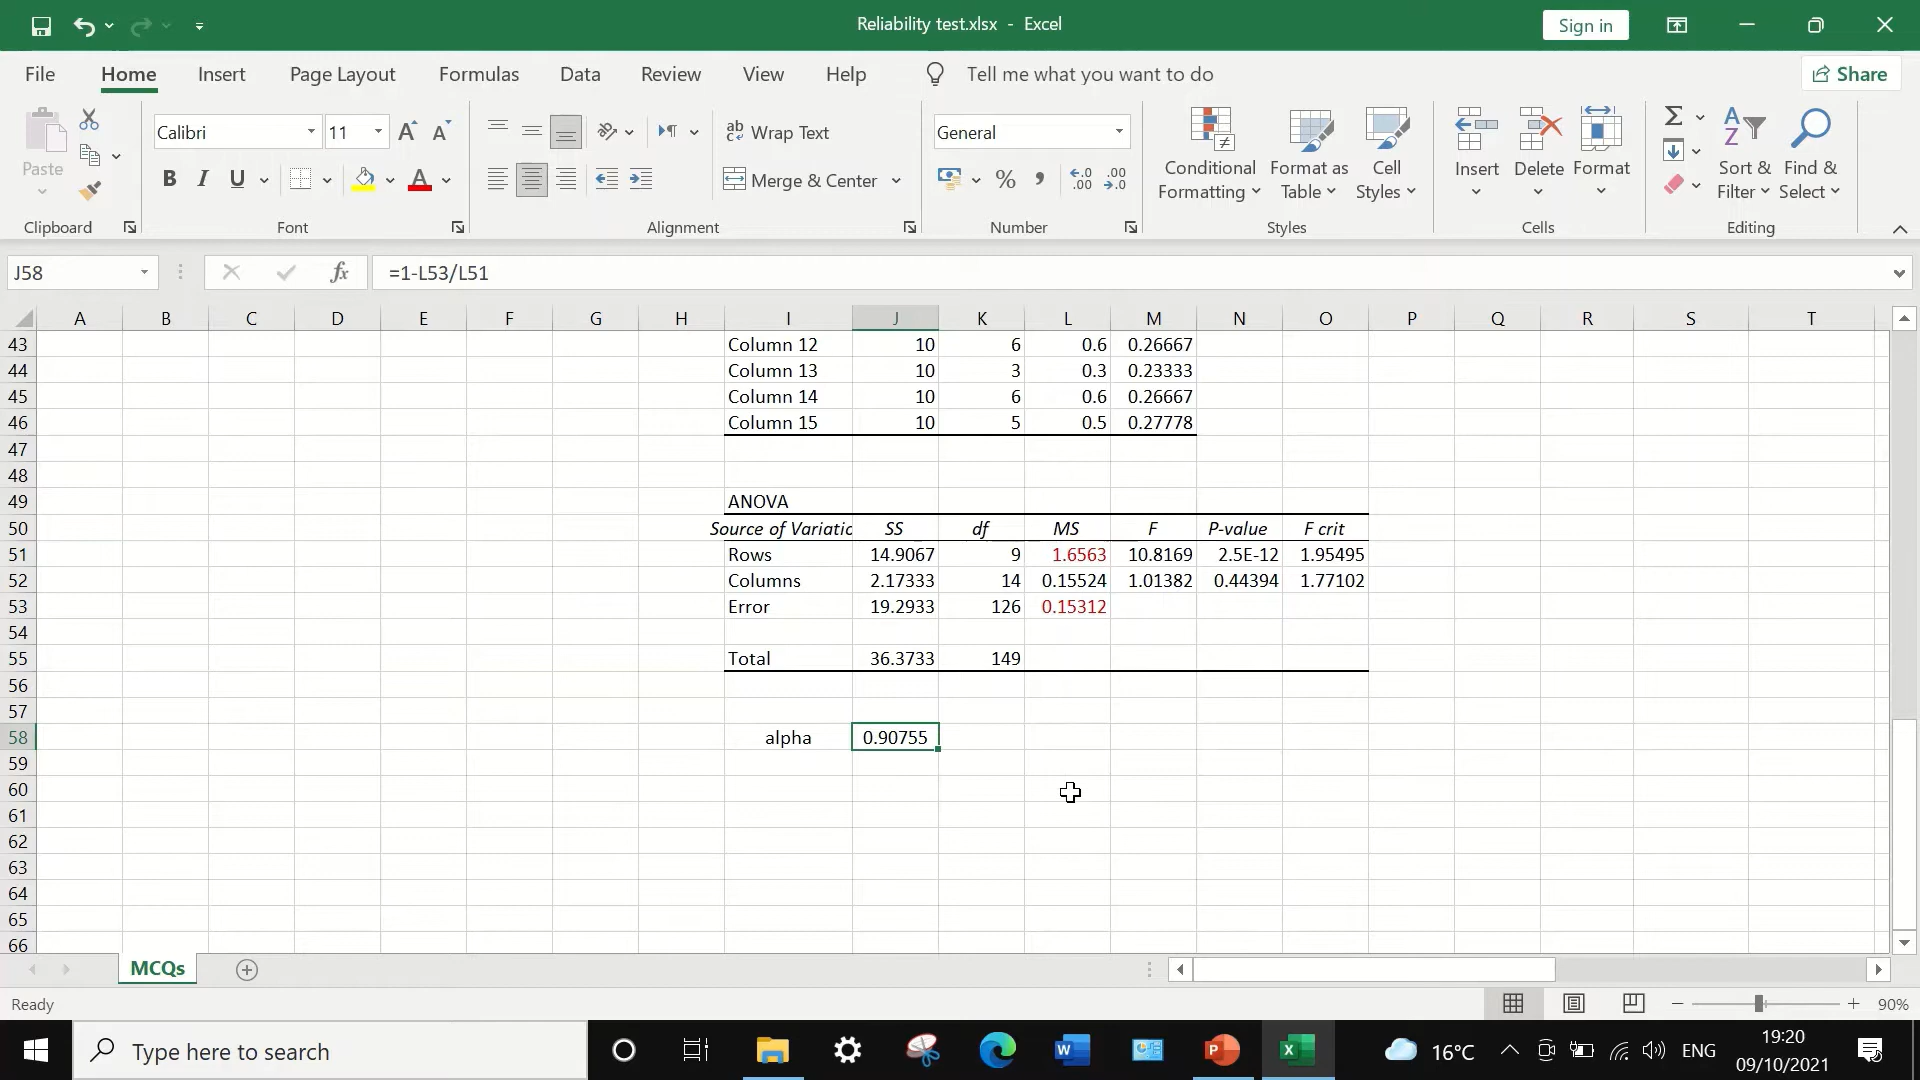 Reliability test.xlsx - Excel
Sign in
File Home Insert Page Layout Formulas Data Review View Help Tell me what you want to do Share
Paste
Clipboard
Calibri 11
B I U A
Font
ab Wrap Text
Merge & Center
Alignment
General
% , .00
Number
Conditional Formatting
Format as Table
Cell Styles
Styles
Insert Delete Format
Cells
Sort & Filter
Find & Select
Editing
J58 fx =1-L53/L51
A B C D E F G H I J K L M N O P Q R S T
43 Column 12 10 6 0.6 0.26667
44 Column 13 10 3 0.3 0.23333
45 Column 14 10 6 0.6 0.26667
46 Column 15 10 5 0.5 0.27778
47
48
49 ANOVA
50 Source of Variatio SS df MS F P-value F crit
51 Rows 14.9067 9 1.6563 10.8169 2.5E-12 1.95495
52 Columns 2.17333 14 0.15524 1.01382 0.44394 1.77102
53 Error 19.2933 126 0.15312
54
55 Total 36.3733 149
56
57
58 alpha 0.90755
59
60
61
62
63
64
65
66
MCQs
Ready 90%
Type here to search 16°C ENG 19:20
09/10/2021